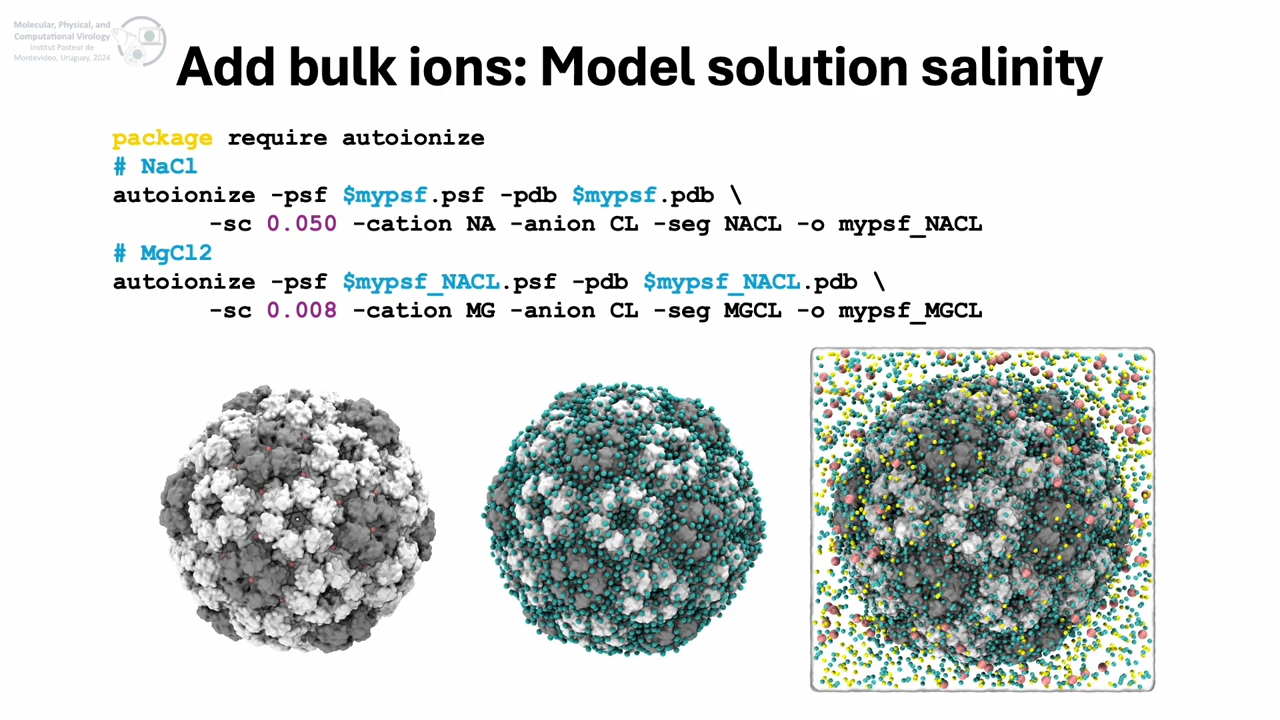 Molecular, Physical, and
Computational Virology
Institut Pasteur de
Montevideo, Uruguay, 2024
Add bulk ions: Model solution salinity
package require autoionize
# NaCl
autoionize -psf $mypsf.psf -pdb $mypsf.pdb \
-sc 0.050 -cation NA -anion CL -seg NACL -o mypsf_NACL
# MgCl2
autoionize -psf $mypsf_NACL.psf -pdb $mypsf_NACL.pdb \
-sc 0.008 -cation MG -anion CL -seg MGCL -o mypsf_MGCL